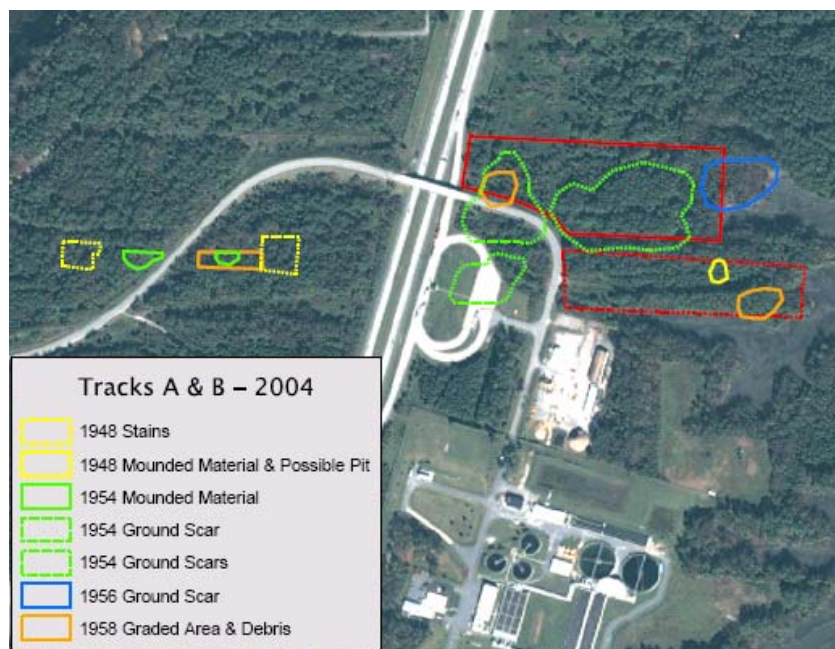 Tracks A & B – 2004
1948 Stains
1948 Mounded Material & Possible Pit
1954 Mounded Material
1954 Ground Scar
1954 Ground Scars
1956 Ground Scar
1958 Graded Area & Debris